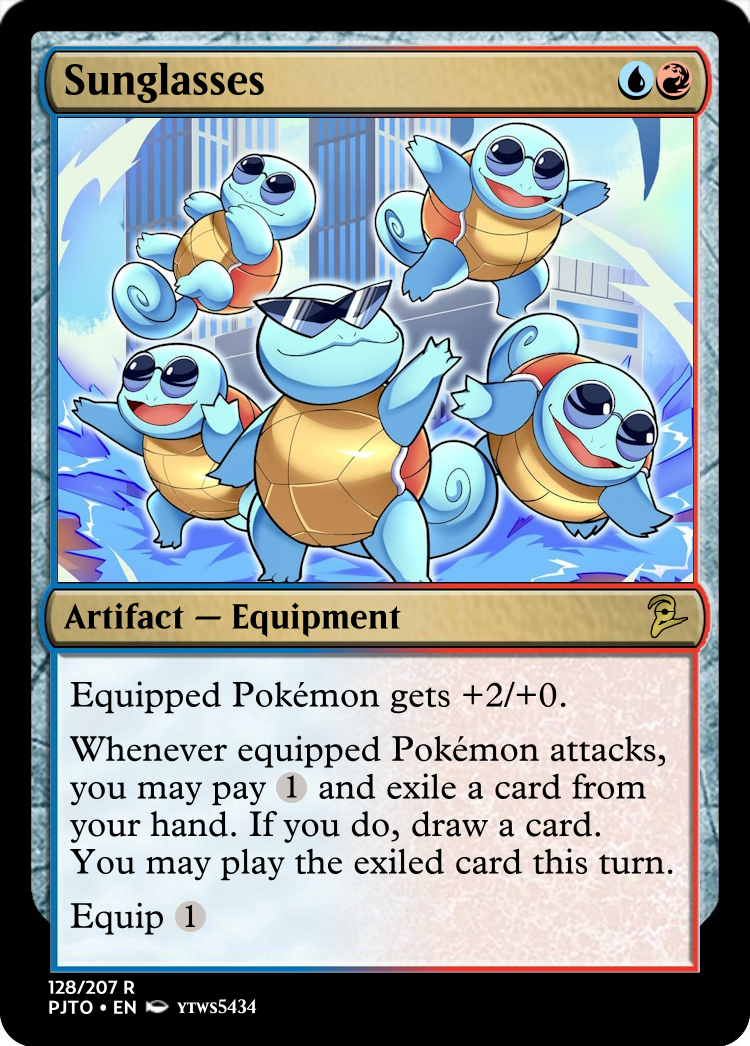 Sunglasses
Artifact — Equipment
Equipped Pokémon gets +2/+0.
Whenever equipped Pokémon attacks,
you may pay 1 and exile a card from
your hand. If you do, draw a card.
You may play the exiled card this turn.
Equip 1
128/207 R
PJTO • EN YTWS5434